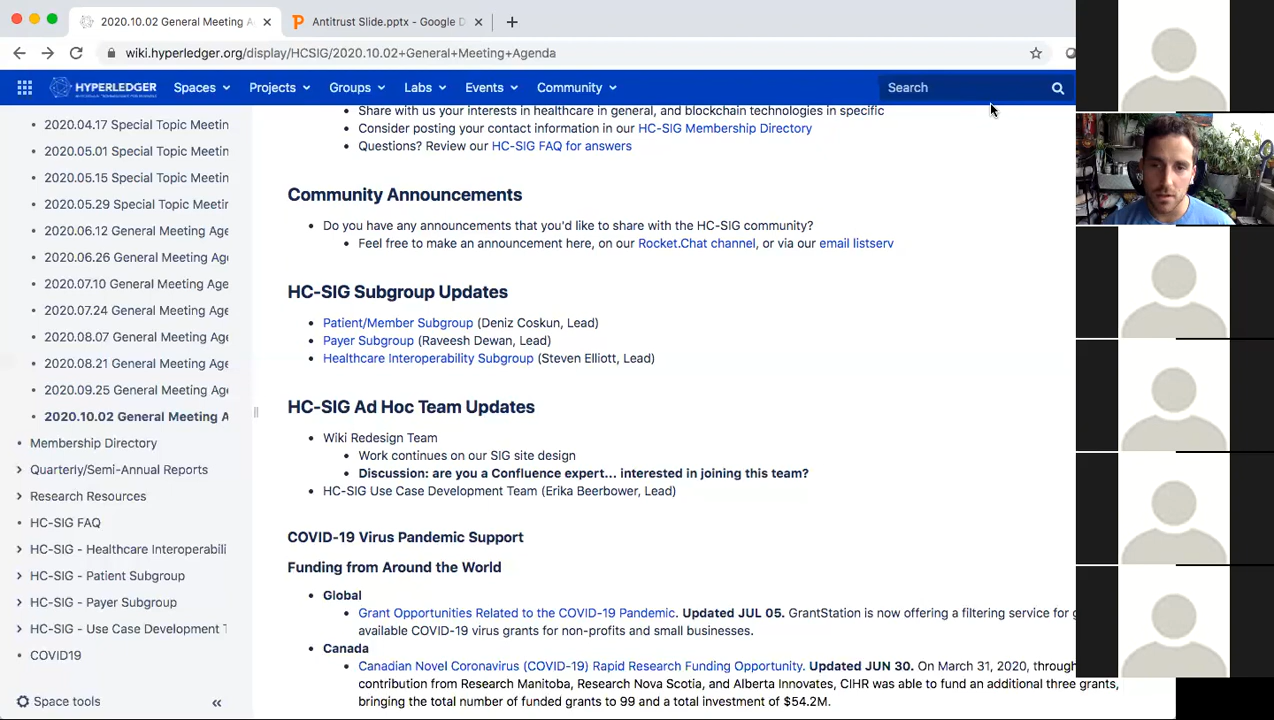 2020.10.02 General Meeting A
Antitrust Slide.pptx - Google D
wiki.hyperledger.org/display/HCSIG/2020.10.02+General+Meeting+Agenda
HYPERLEDGER
Spaces
Projects
Groups
Labs
Events
Community
Search
2020.04.17 Special Topic Meetin
2020.05.01 Special Topic Meetin
2020.05.15 Special Topic Meetin
2020.05.29 Special Topic Meetin
2020.06.12 General Meeting Age
2020.06.26 General Meeting Age
2020.07.10 General Meeting Age
2020.07.24 General Meeting Age
2020.08.07 General Meeting Age
2020.08.21 General Meeting Age
2020.09.25 General Meeting Age
2020.10.02 General Meeting A
Membership Directory
Quarterly/Semi-Annual Reports
Research Resources
HC-SIG FAQ
HC-SIG - Healthcare Interoperabili
HC-SIG - Patient Subgroup
HC-SIG - Payer Subgroup
HC-SIG - Use Case Development T
COVID19
Space tools
Share with us your interests in healthcare in general, and blockchain technologies in specific
Consider posting your contact information in our HC-SIG Membership Directory
Questions? Review our HC-SIG FAQ for answers
Community Announcements
Do you have any announcements that you'd like to share with the HC-SIG community?
Feel free to make an announcement here, on our Rocket.Chat channel, or via our email listserv
HC-SIG Subgroup Updates
Patient/Member Subgroup (Deniz Coskun, Lead)
Payer Subgroup (Raveesh Dewan, Lead)
Healthcare Interoperability Subgroup (Steven Elliott, Lead)
HC-SIG Ad Hoc Team Updates
Wiki Redesign Team
Work continues on our SIG site design
Discussion: are you a Confluence expert... interested in joining this team?
HC-SIG Use Case Development Team (Erika Beerbower, Lead)
COVID-19 Virus Pandemic Support
Funding from Around the World
Global
Grant Opportunities Related to the COVID-19 Pandemic. Updated JUL 05. GrantStation is now offering a filtering service for
available COVID-19 virus grants for non-profits and small businesses.
Canada
Canadian Novel Coronavirus (COVID-19) Rapid Research Funding Opportunity. Updated JUN 30. On March 31, 2020, through
contribution from Research Manitoba, Research Nova Scotia, and Alberta Innovates, CIHR was able to fund an additional three grants,
bringing the total number of funded grants to 99 and a total investment of $54.2M.